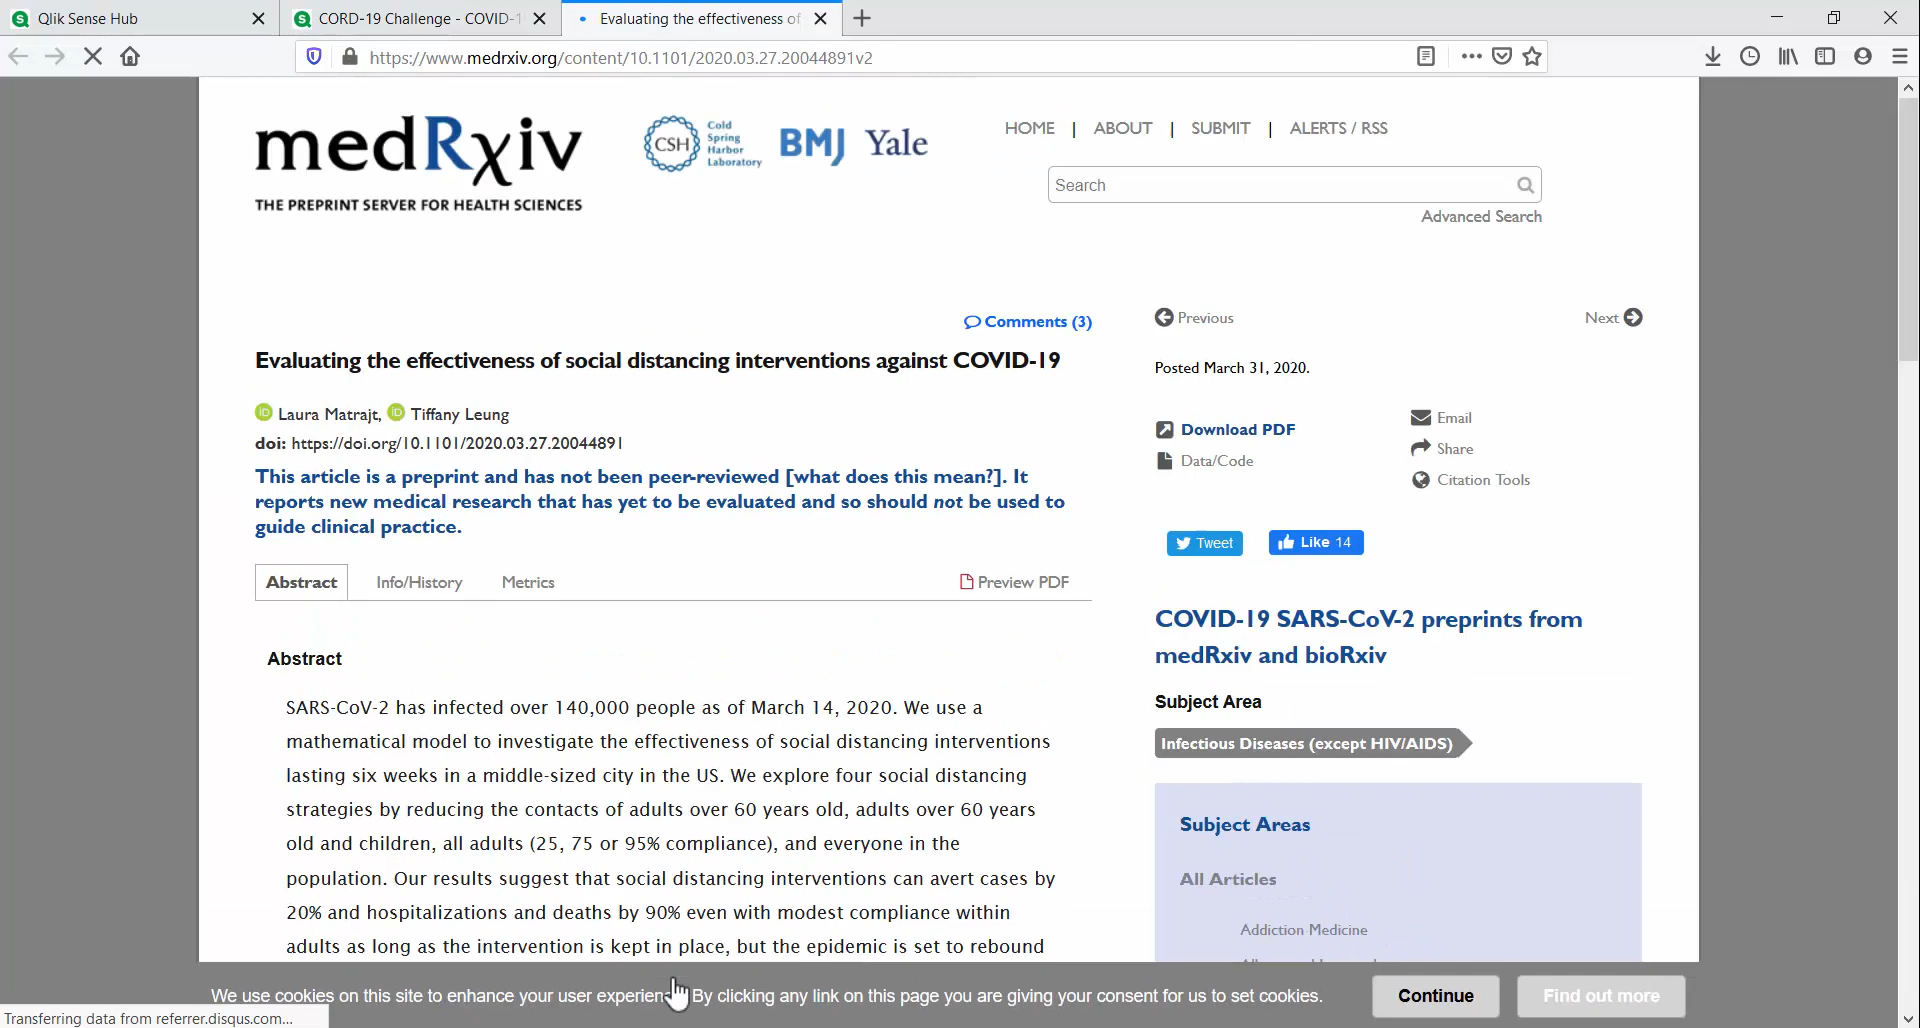 Qlik Sense Hub
CORD-19 Challenge - COVID-1
Evaluating the effectiveness of
https://www.medrxiv.org/content/10.1101/2020.03.27.20044891v2
medRxiv
THE PREPRINT SERVER FOR HEALTH SCIENCES
CSH
Cold
Spring
Harbor
Laboratory
BMJ
Yale
HOME | ABOUT | SUBMIT | ALERTS / RSS
Search
Advanced Search
Comments (3)
Evaluating the effectiveness of social distancing interventions against COVID-19
iD Laura Matrajt, iD Tiffany Leung
doi: https://doi.org/10.1101/2020.03.27.20044891
This article is a preprint and has not been peer-reviewed [what does this mean?]. It
reports new medical research that has yet to be evaluated and so should not be used to
guide clinical practice.
Abstract
Info/History
Metrics
Preview PDF
Abstract
SARS-CoV-2 has infected over 140,000 people as of March 14, 2020. We use a
mathematical model to investigate the effectiveness of social distancing interventions
lasting six weeks in a middle-sized city in the US. We explore four social distancing
strategies by reducing the contacts of adults over 60 years old, adults over 60 years
old and children, all adults (25, 75 or 95% compliance), and everyone in the
population. Our results suggest that social distancing interventions can avert cases by
20% and hospitalizations and deaths by 90% even with modest compliance within
adults as long as the intervention is kept in place, but the epidemic is set to rebound
Previous
Next
Posted March 31, 2020.
Download PDF
Data/Code
Email
Share
Citation Tools
Tweet
Like 14
COVID-19 SARS-CoV-2 preprints from
medRxiv and bioRxiv
Subject Area
Infectious Diseases (except HIV/AIDS)
Subject Areas
All Articles
Addiction Medicine
We use cookies on this site to enhance your user experien By clicking any link on this page you are giving your consent for us to set cookies.
Continue
Find out more
Transferring data from referrer.disqus.com...